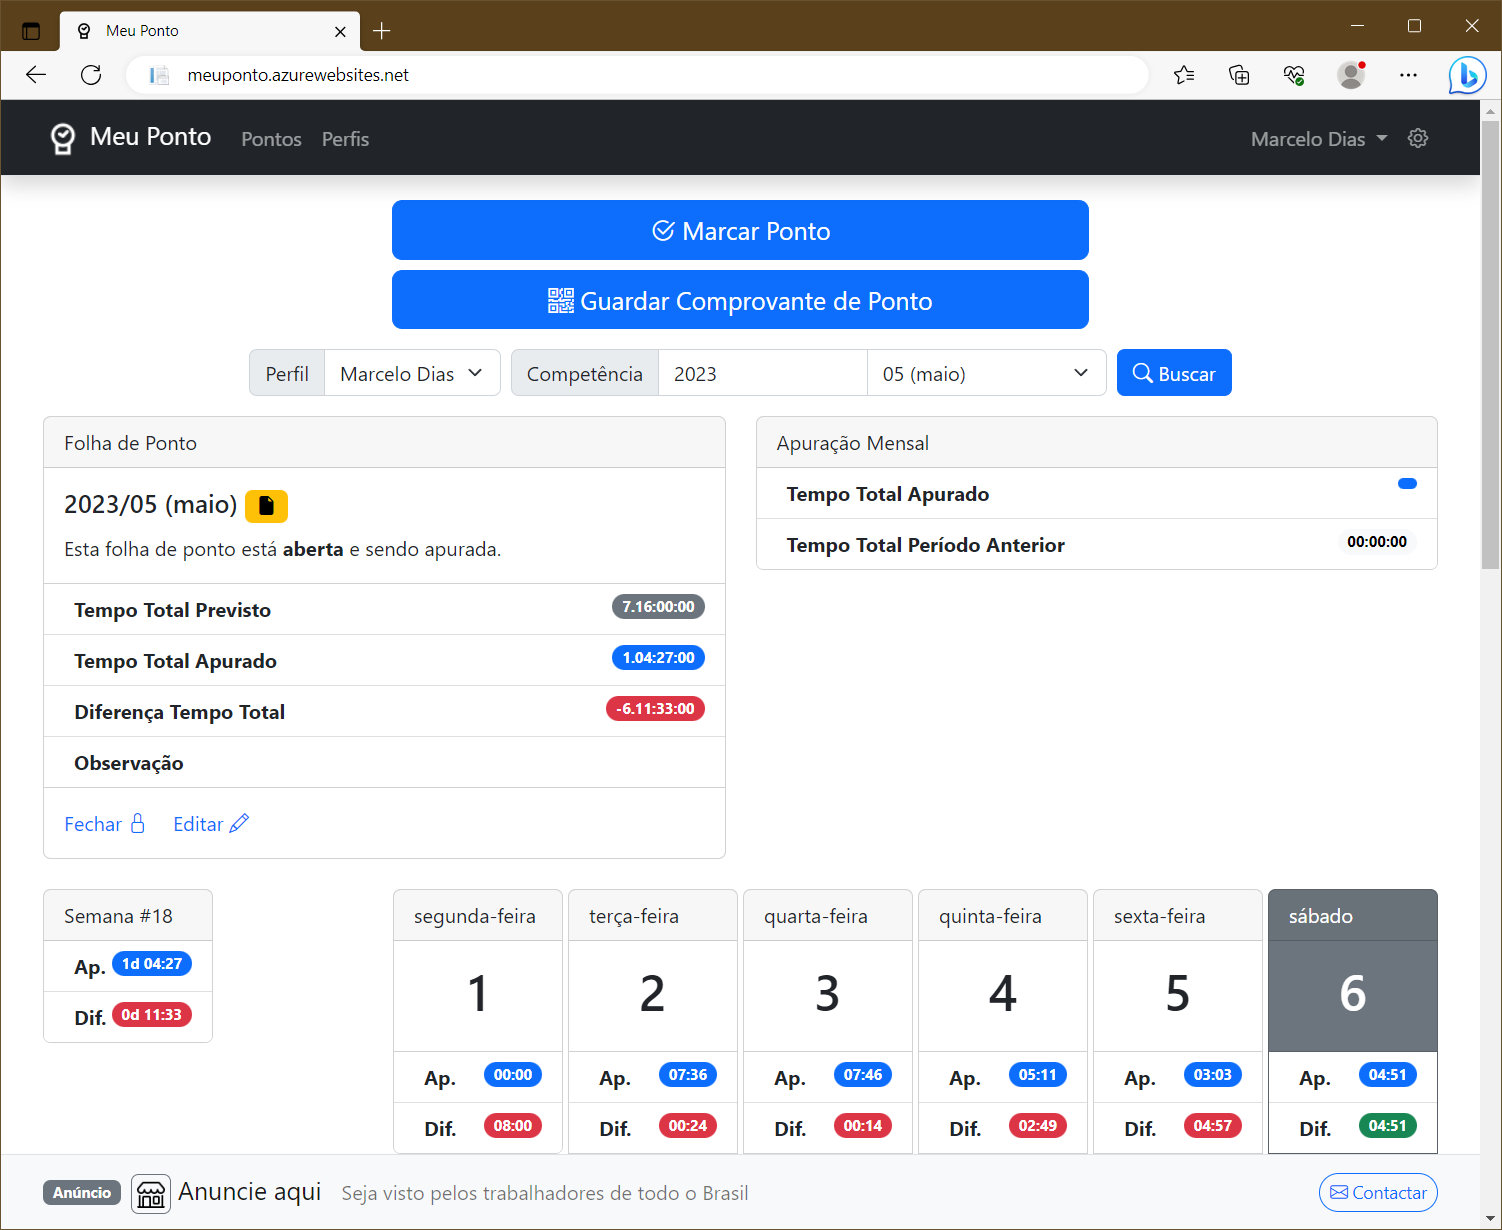 Meu Ponto
meuponto.azurewebsites.net
Meu Ponto Pontos Perfis Marcelo Dias
Marcar Ponto
Guardar Comprovante de Ponto
Perfil Marcelo Dias Competência 2023 05 (maio) Buscar
Folha de Ponto
2023/05 (maio)
Esta folha de ponto está aberta e sendo apurada.
Tempo Total Previsto 7.16:00:00
Tempo Total Apurado 1.04:27:00
Diferença Tempo Total -6.11:33:00
Observação
Fechar Editar
Apuração Mensal
Tempo Total Apurado
Tempo Total Período Anterior 00:00:00
Semana #18
Ap. 1d 04:27
Dif. 0d 11:33
segunda-feira
1
Ap. 00:00
Dif. 08:00
terça-feira
2
Ap. 07:36
Dif. 00:24
quarta-feira
3
Ap. 07:46
Dif. 00:14
quinta-feira
4
Ap. 05:11
Dif. 02:49
sexta-feira
5
Ap. 03:03
Dif. 04:57
sábado
6
Ap. 04:51
Dif. 04:51
Anúncio Anuncie aqui Seja visto pelos trabalhadores de todo o Brasil Contactar